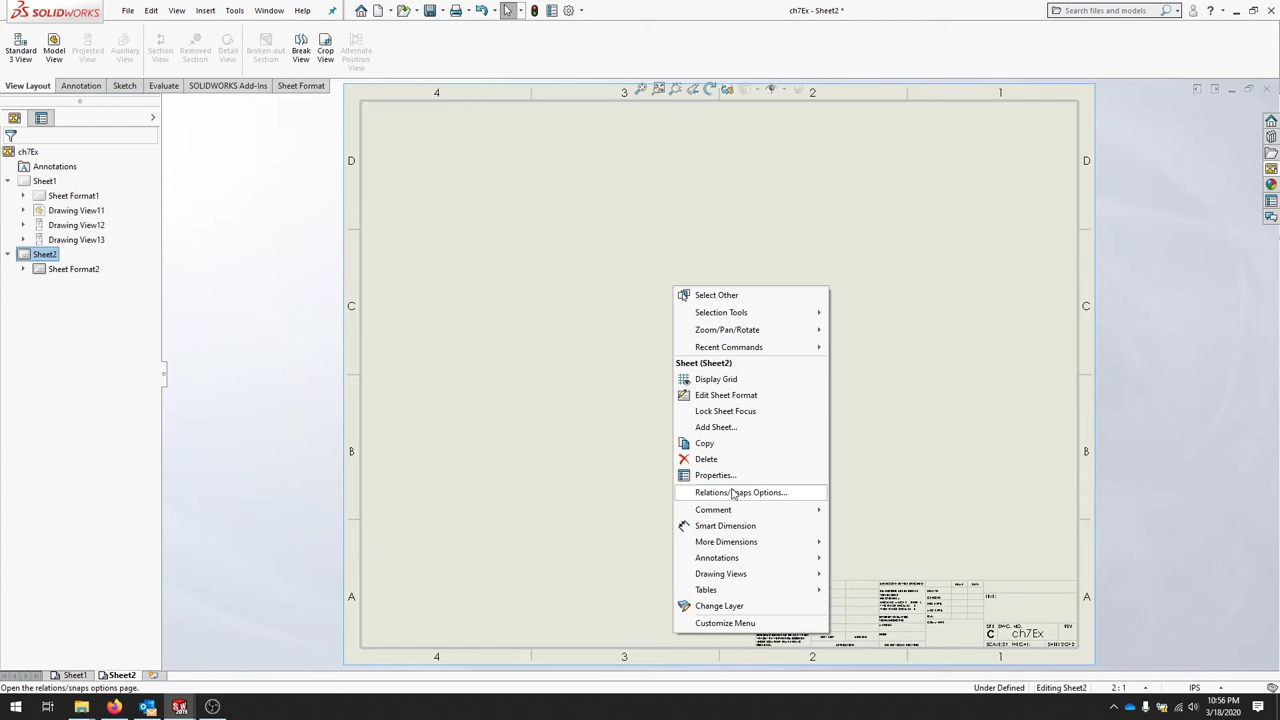 SOLIDWORKS
File Edit View Insert Tools Window Help
ch7Ex - Sheet2 *
Search files and models
Standard 3 View
Model View
Projected View
Auxiliary View
Section View
Removed Section
Detail View
Broken-out Section
Break View
Crop View
Alternate Position View
View Layout Annotation Sketch Evaluate SOLIDWORKS Add-Ins Sheet Format
4 3 2 1
ch7Ex
Annotations
Sheet1
Sheet Format1
Drawing View11
Drawing View12
Drawing View13
Sheet2
Sheet Format2
D D
C C
B B
A A
Select Other
Selection Tools
Zoom/Pan/Rotate
Recent Commands
Sheet (Sheet2)
Display Grid
Edit Sheet Format
Lock Sheet Focus
Add Sheet...
Copy
Delete
Properties...
Relations/Snaps Options...
Comment
Smart Dimension
More Dimensions
Annotations
Drawing Views
Tables
Change Layer
Customize Menu
C ch7Ex
4 3 2 1
Sheet1 Sheet2
Open the relations/snaps options page.
Under Defined Editing Sheet2 2 : 1 IPS
10:56 PM
3/18/2020